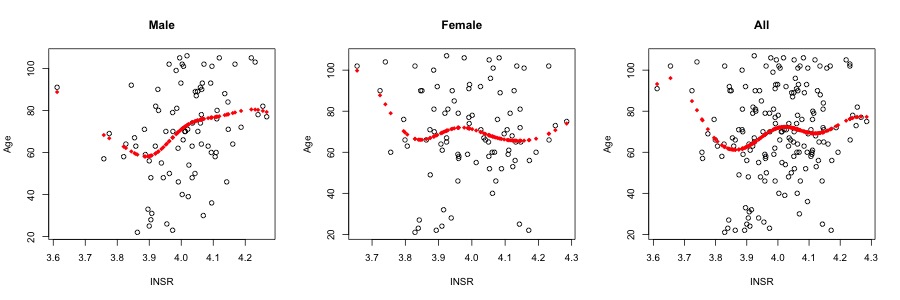 Male
Female
All
Age
20 40 60 80 100
3.6 3.7 3.8 3.9 4.0 4.1 4.2
INSR
Age
20 40 60 80 100
3.7 3.8 3.9 4.0 4.1 4.2 4.3
INSR
Age
20 40 60 80 100
3.6 3.7 3.8 3.9 4.0 4.1 4.2 4.3
INSR